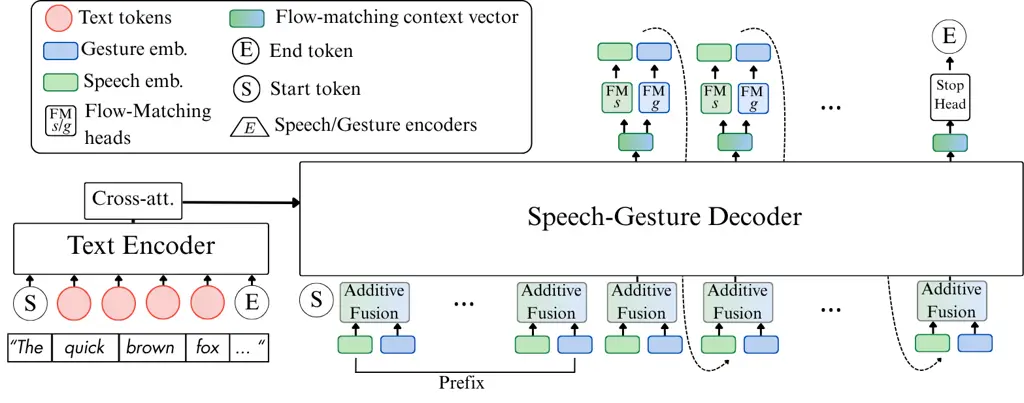 Text tokens
Gesture emb.
Speech emb.
FM
s/g
Flow-Matching
heads
Flow-matching context vector
E
End token
S
Start token
E
Speech/Gesture encoders
FM
s
FM
g
FM
s
FM
g
...
E
Stop
Head
Cross-att.
Text Encoder
Speech-Gesture Decoder
S
E
"The
quick
brown
fox
... "
S
Additive
Fusion
...
Additive
Fusion
Additive
Fusion
Additive
Fusion
...
Additive
Fusion
Prefix